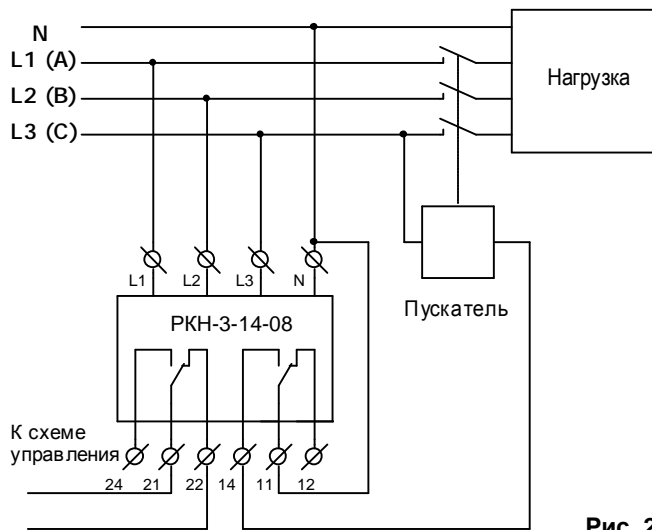 N
L1 (A)
L2 (B)
L3 (C)
Нагрузка
L1
L2
L3
N
Пускатель
РКН-3-14-08
К схеме
управления
24
21
22
14
11
12
Рис. 2